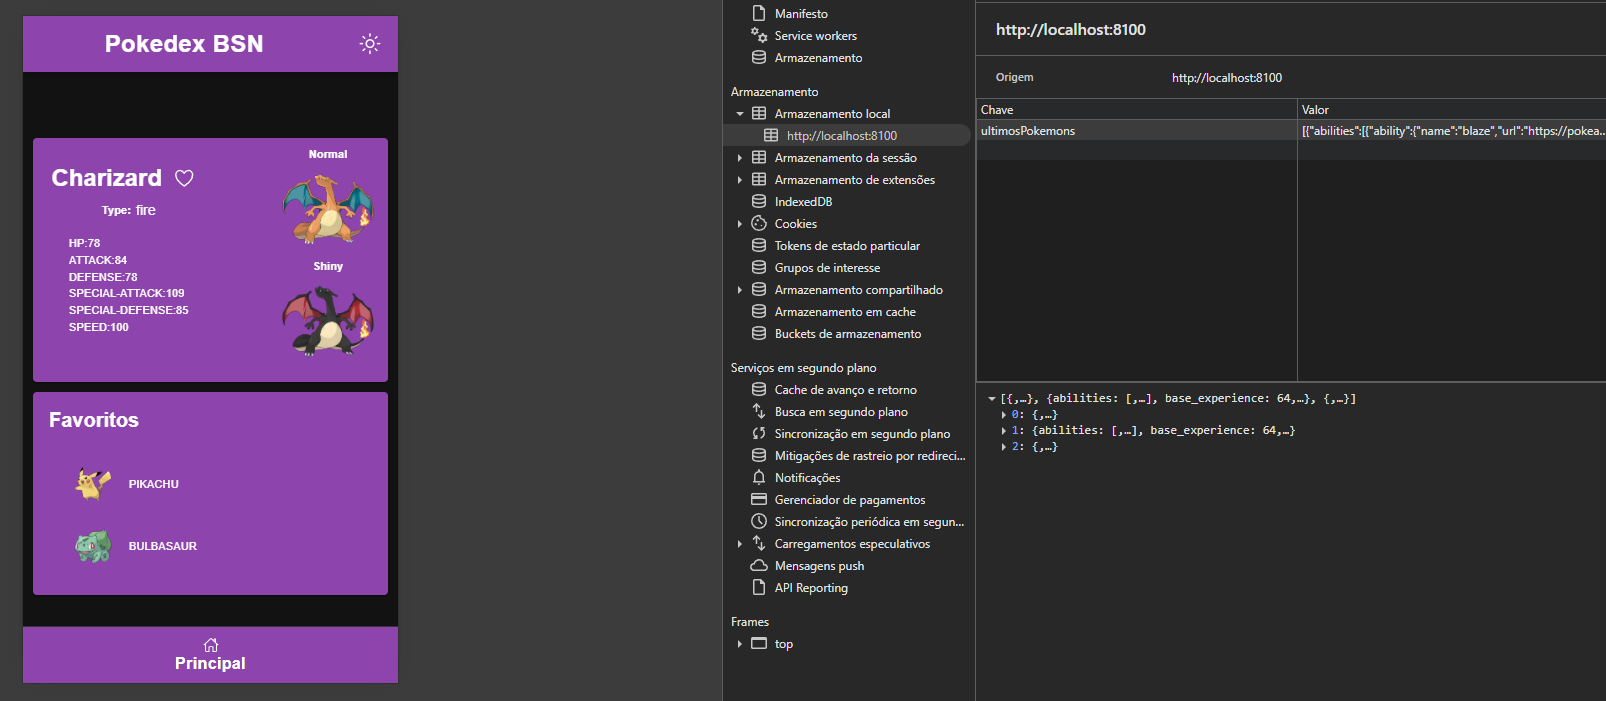 Pokedex BSN
Normal
Charizard
Type: fire
HP:78
ATTACK:84
DEFENSE:78
SPECIAL-ATTACK:109
SPECIAL-DEFENSE:85
SPEED:100
Shiny
Favoritos
PIKACHU
BULBASAUR
Principal
Manifesto
Service workers
Armazenamento
Armazenamento
Armazenamento local
http://localhost:8100
Armazenamento da sessão
Armazenamento de extensões
IndexedDB
Cookies
Tokens de estado particular
Grupos de interesse
Armazenamento compartilhado
Armazenamento em cache
Buckets de armazenamento
Serviços em segundo plano
Cache de avanço e retorno
Busca em segundo plano
Sincronização em segundo plano
Mitigações de rastreio por redireci...
Notificações
Gerenciador de pagamentos
Sincronização periódica em segun...
Carregamentos especulativos
Mensagens push
API Reporting
Frames
top
http://localhost:8100
Origem http://localhost:8100
Chave Valor
ultimosPokemons [{"abilities":[{"ability":{"name":"blaze","url":"https://pokea...
[{,…}, {abilities: [,…], base_experience: 64,…}, {,…}]
0: {,…}
1: {abilities: [,…], base_experience: 64,…}
2: {,…}